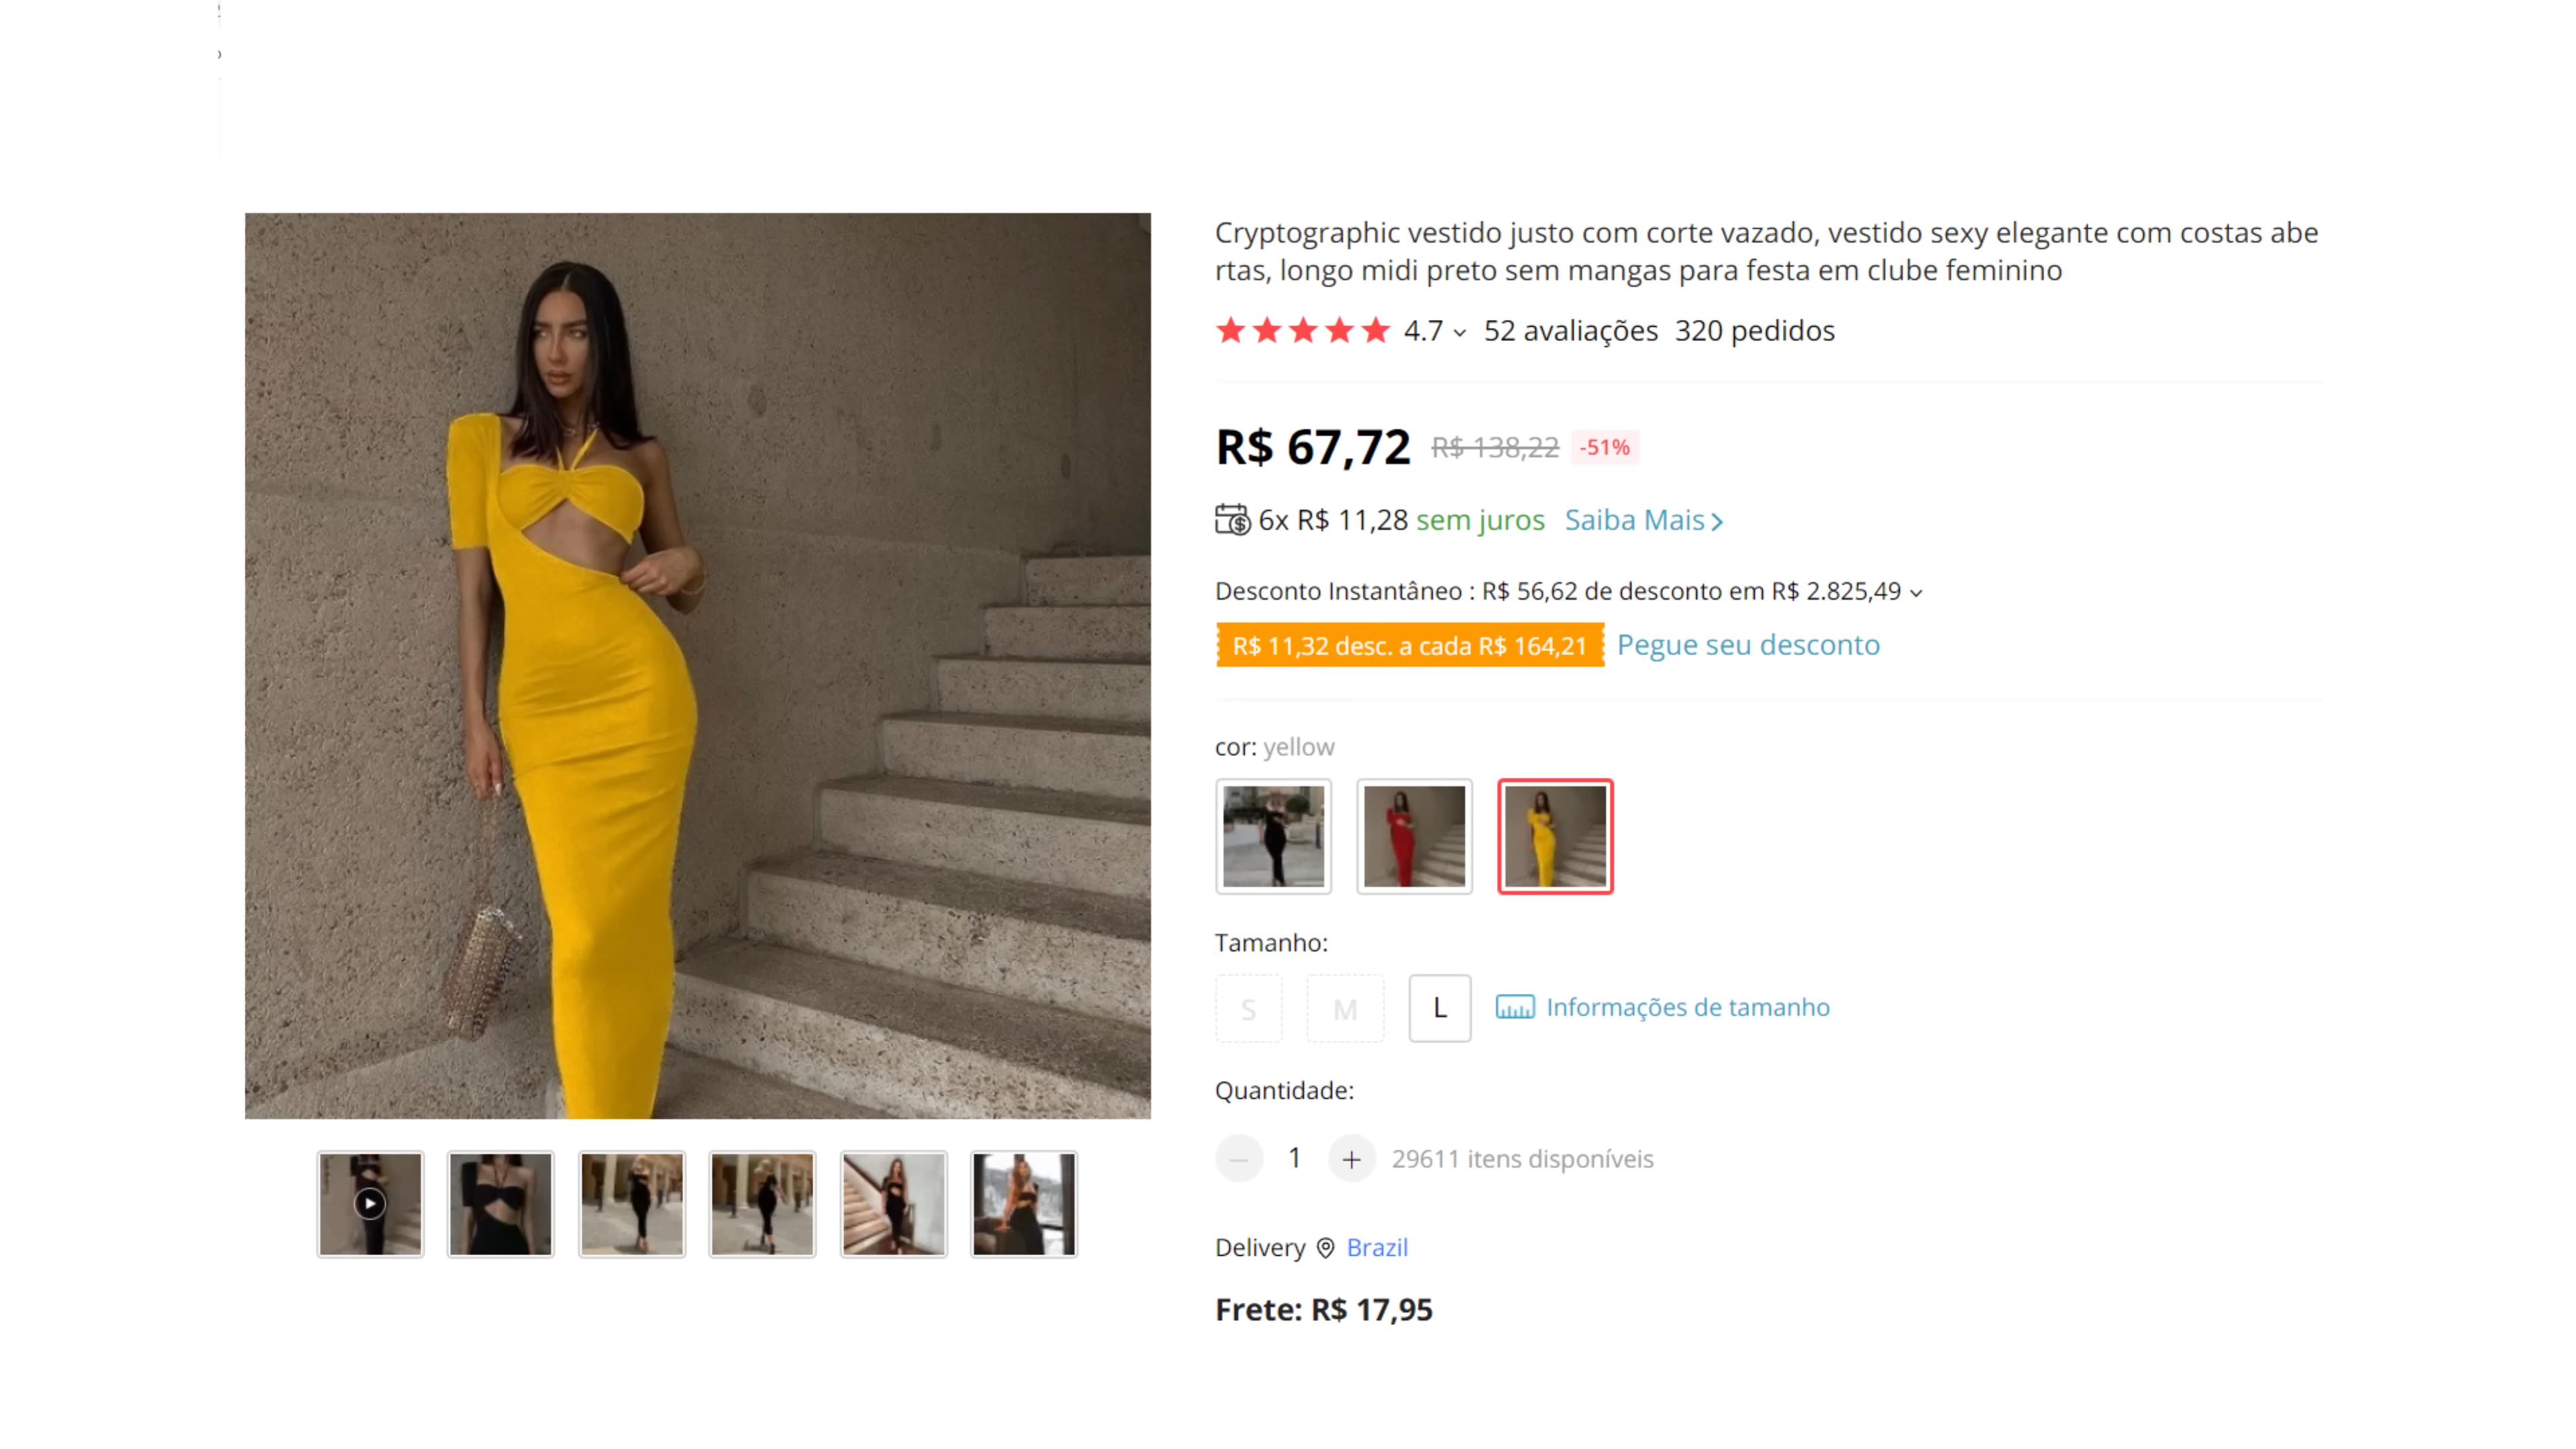 Cryptographic vestido justo com corte vazado, vestido sexy elegante com costas abe
rtas, longo midi preto sem mangas para festa em clube feminino
4.7 52 avaliações 320 pedidos
R$ 67,72 R$ 138,22 -51%
6x R$ 11,28 sem juros Saiba Mais
Desconto Instantâneo : R$ 56,62 de desconto em R$ 2.825,49
R$ 11,32 desc. a cada R$ 164,21 Pegue seu desconto
cor: yellow
Tamanho:
S M L Informações de tamanho
Quantidade:
1 29611 itens disponíveis
Delivery Brazil
Frete: R$ 17,95